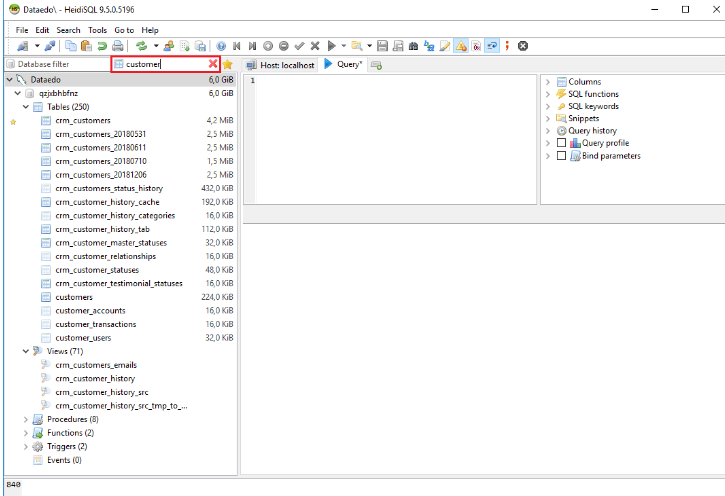 Dataedo\ - HeidiSQL 9.5.0.5196
File Edit Search Tools Go to Help
Database Filter customer
Host: localhost Query*
Dataedo 6,0 GiB
qzjxbhbfnz 6,0 GiB
Tables (250)
crm_customers 4,2 MiB
crm_customers_20180531 2,5 MiB
crm_customers_20180611 2,5 MiB
crm_customers_20180710 1,5 MiB
crm_customers_20181206 2,5 MiB
crm_customers_status_history 432,0 KiB
crm_customer_history_cache 192,0 KiB
crm_customer_history_categories 16,0 KiB
crm_customer_history_tab 112,0 KiB
crm_customer_master_statuses 32,0 KiB
crm_customer_relationships 16,0 KiB
crm_customer_statuses 48,0 KiB
crm_customer_testimonial_statuses 16,0 KiB
customers 224,0 KiB
customer_accounts 16,0 KiB
customer_transactions 16,0 KiB
customer_users 32,0 KiB
Views (71)
crm_customers_emails
crm_customer_history
crm_customer_history_src
crm_customer_history_src_tmp_to_...
Procedures (8)
Functions (2)
Triggers (2)
Events (0)
1
Columns
SQL functions
SQL keywords
Snippets
Query history
Query profile
Bind parameters
840